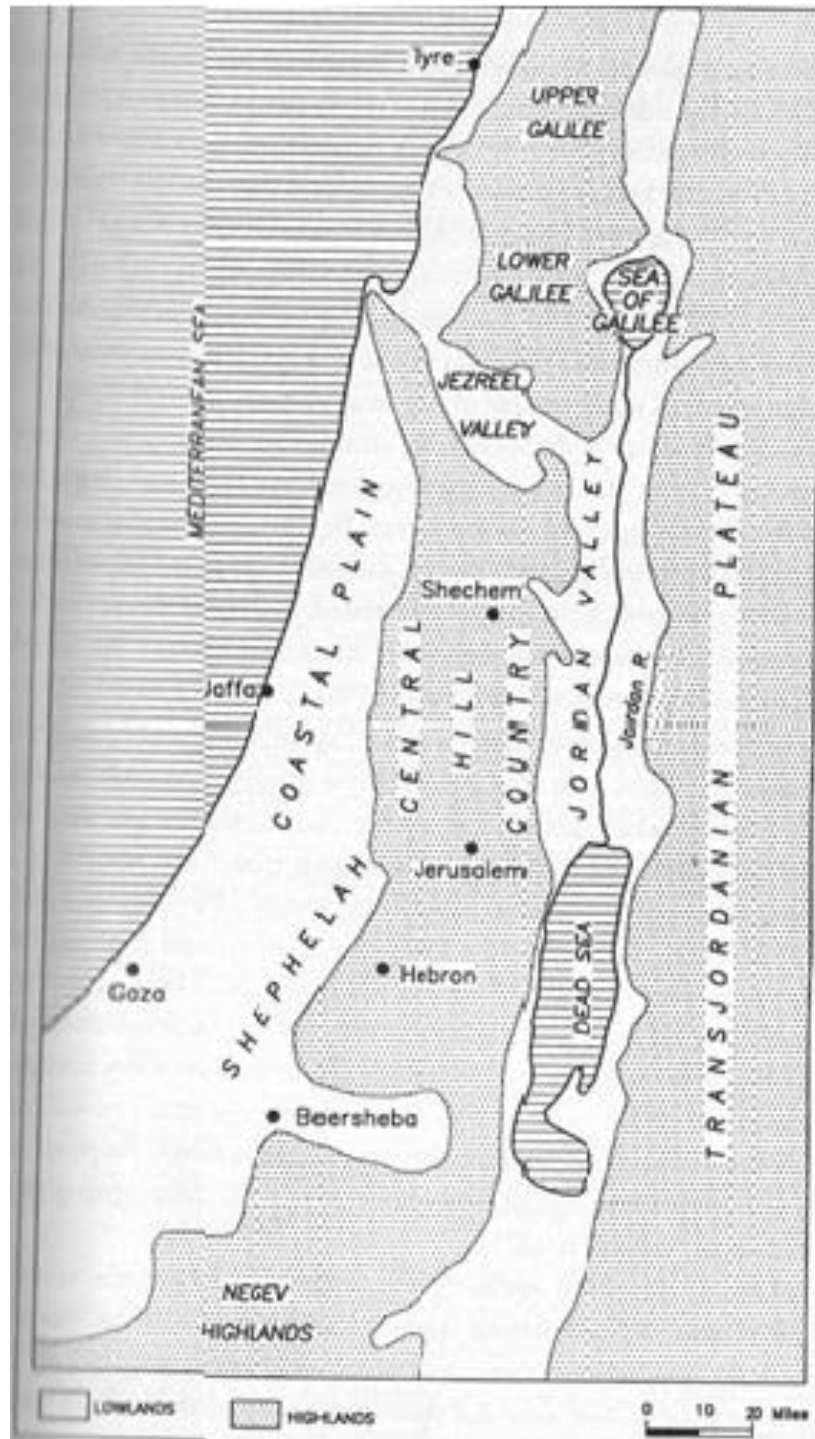 Tyre
UPPER
GALILEE
LOWER
GALILEE
SEA
OF
GALILEE
MEDITERRANEAN SEA
JEZREEL
VALLEY
COASTAL PLAIN
Shechem
CENTRAL
HILL
COUNTRY
JORDAN VALLEY
Jordan R.
TRANSJORDANIAN PLATEAU
Jaffa
Jerusalem
SHEPHELAH
Gaza
Hebron
DEAD SEA
Beersheba
NEGEV
HIGHLANDS
LOWLANDS
HIGHLANDS
0 10 20 Miles